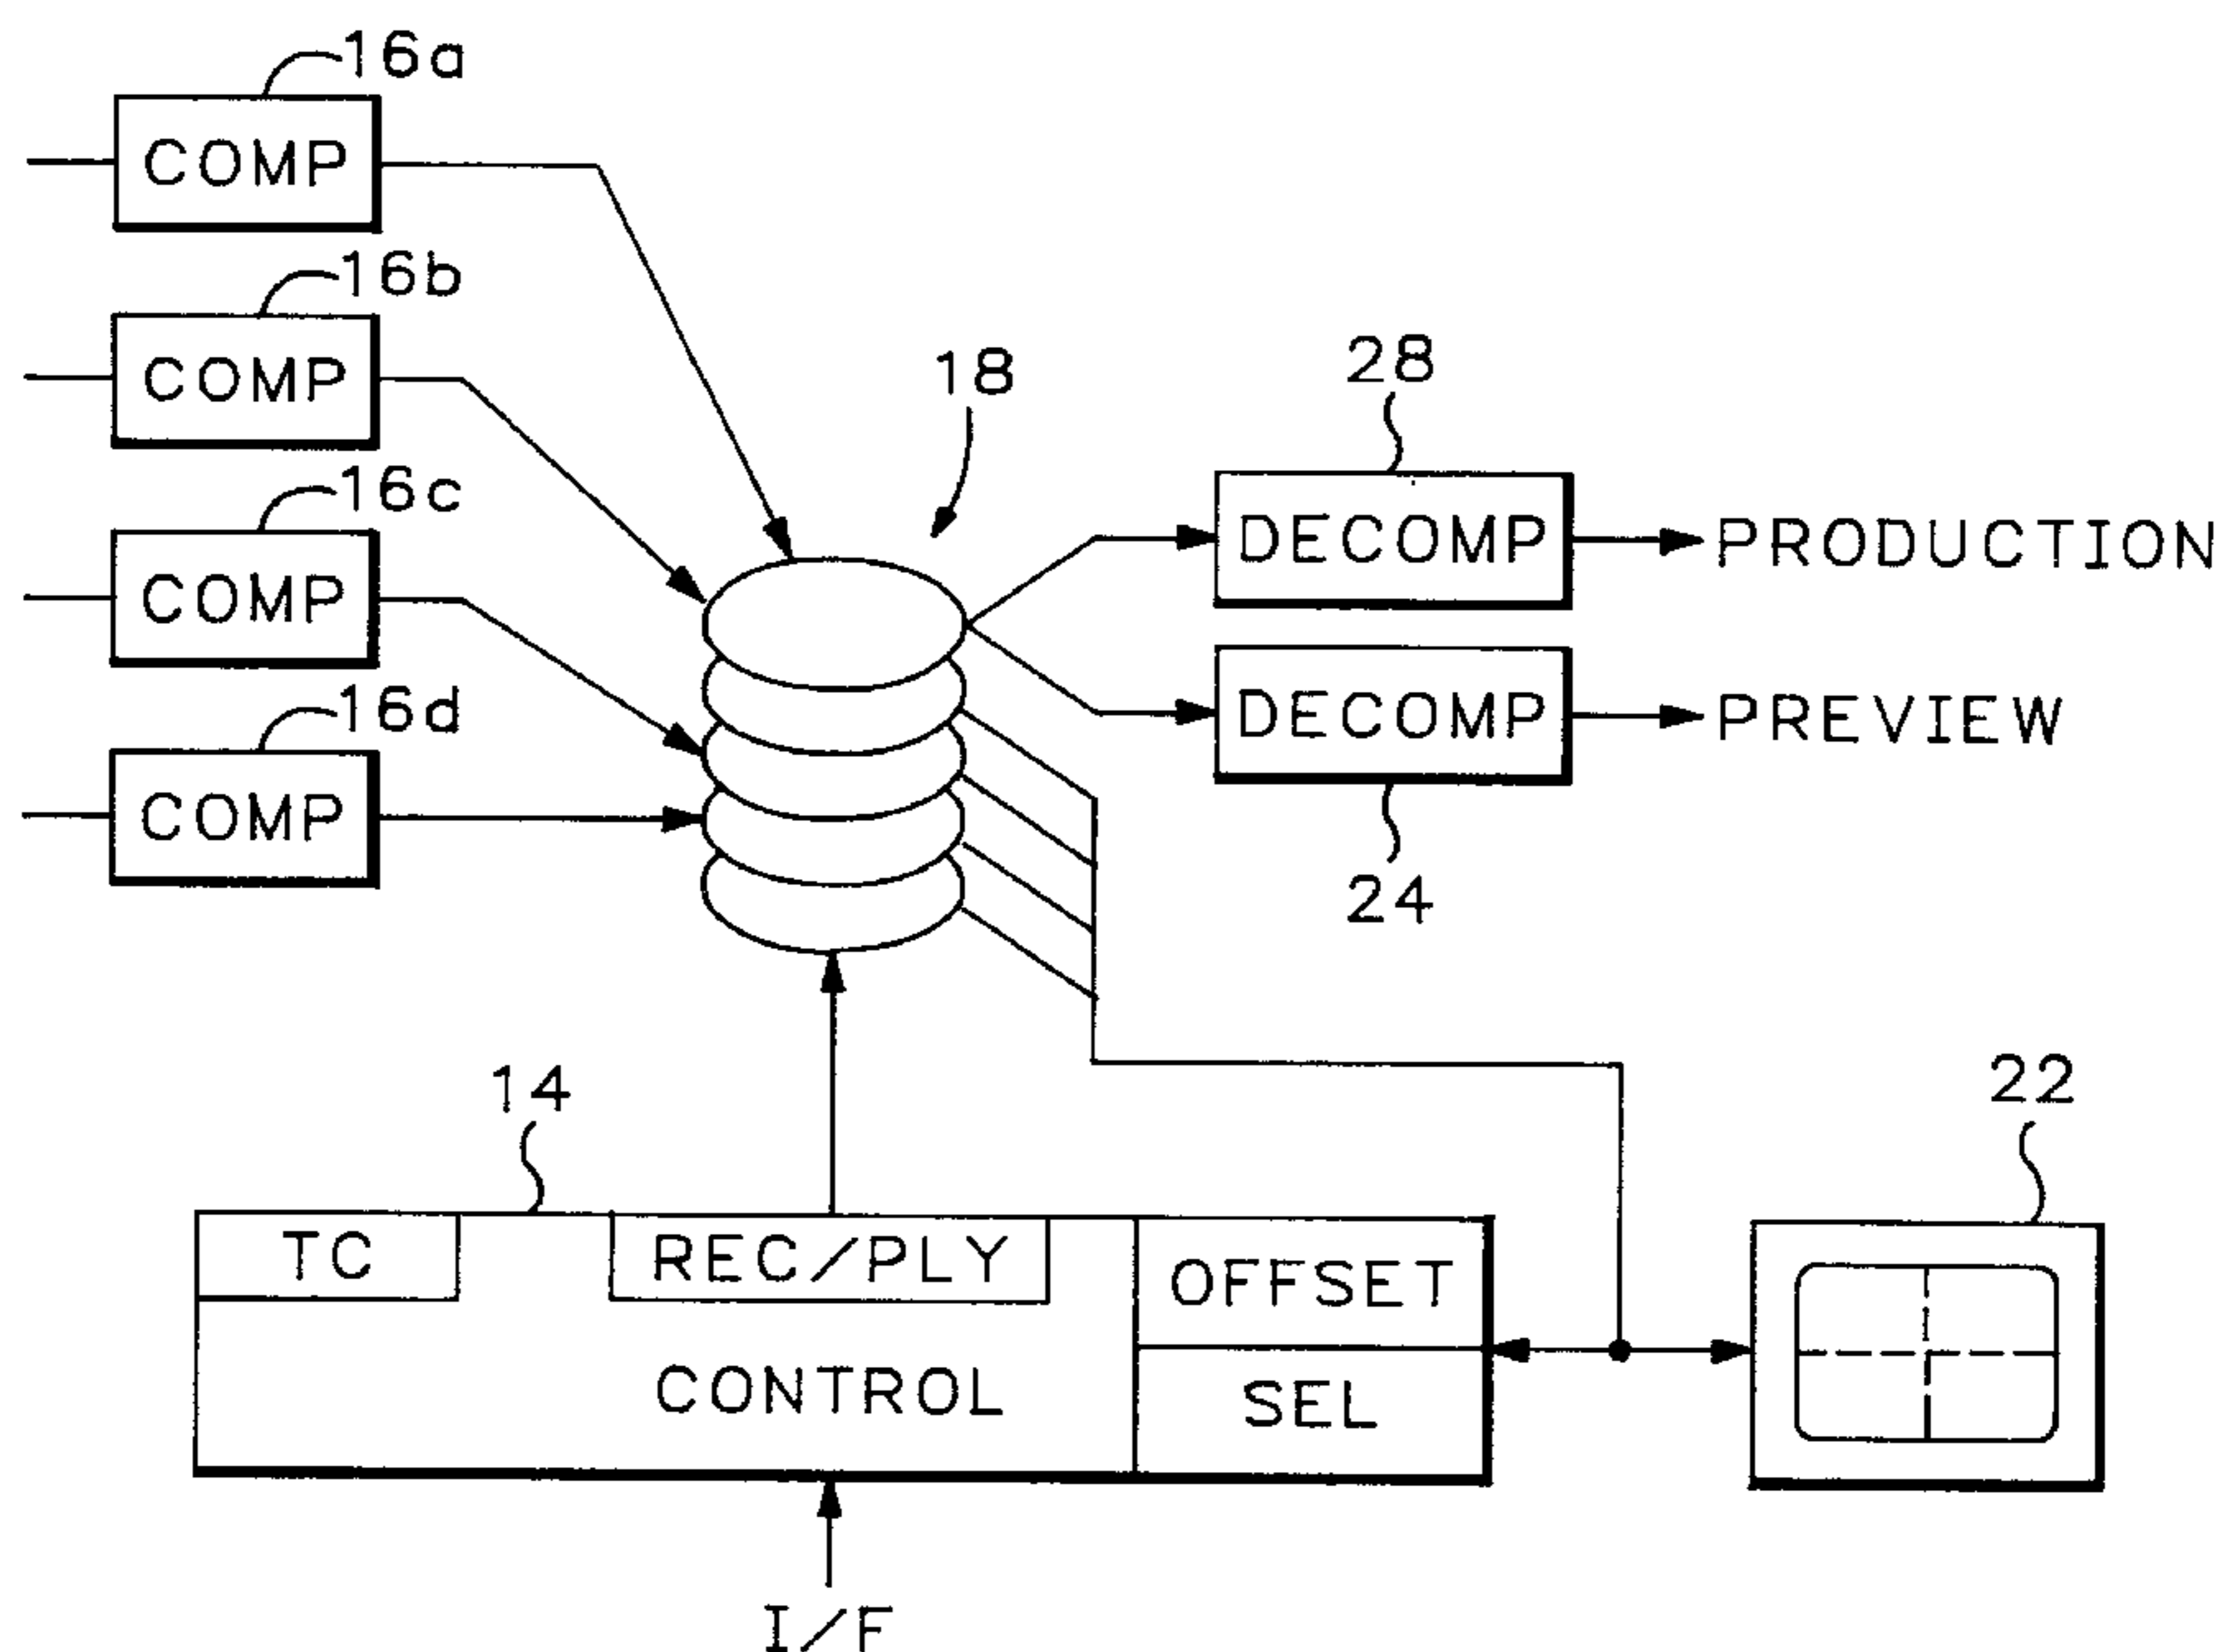 16a
COMP
16b
COMP
16c
COMP
16d
COMP
18
28
DECOMP
PRODUCTION
DECOMP
PREVIEW
24
14
22
TC
REC/PLY
OFFSET
CONTROL
SEL
I/F